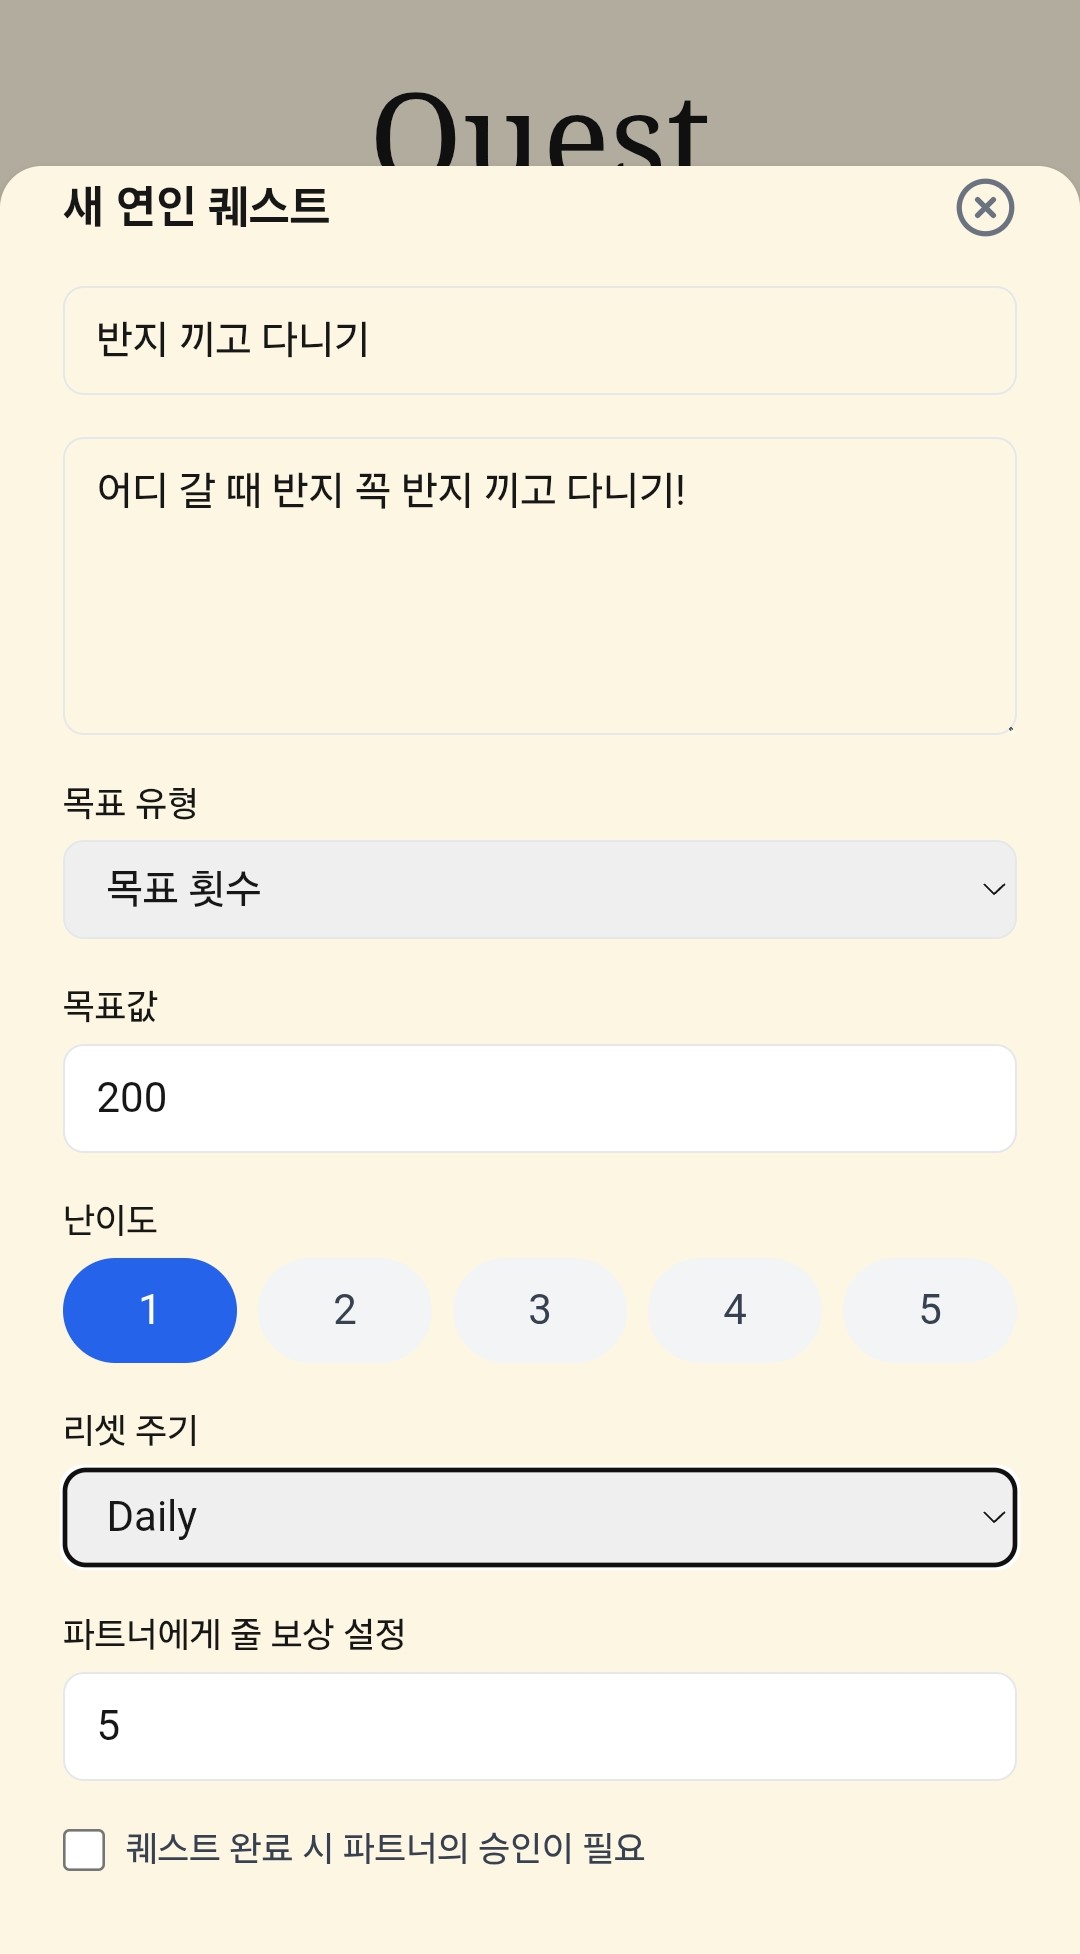 Quest
새 연인 퀘스트
반지 끼고 다니기
어디 갈 때 반지 꼭 반지 끼고 다니기!
목표 유형
목표 횟수
목표값
200
난이도
1 2 3 4 5
리셋 주기
Daily
파트너에게 줄 보상 설정
5
퀘스트 완료 시 파트너의 승인이 필요